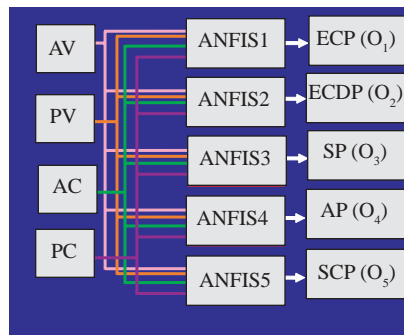 AV
PV
AC
PC
ANFIS1
ANFIS2
ANFIS3
ANFIS4
ANFIS5
ECP (O₁)
ECDP (O₂)
SP (O₃)
AP (O₄)
SCP (O₅)